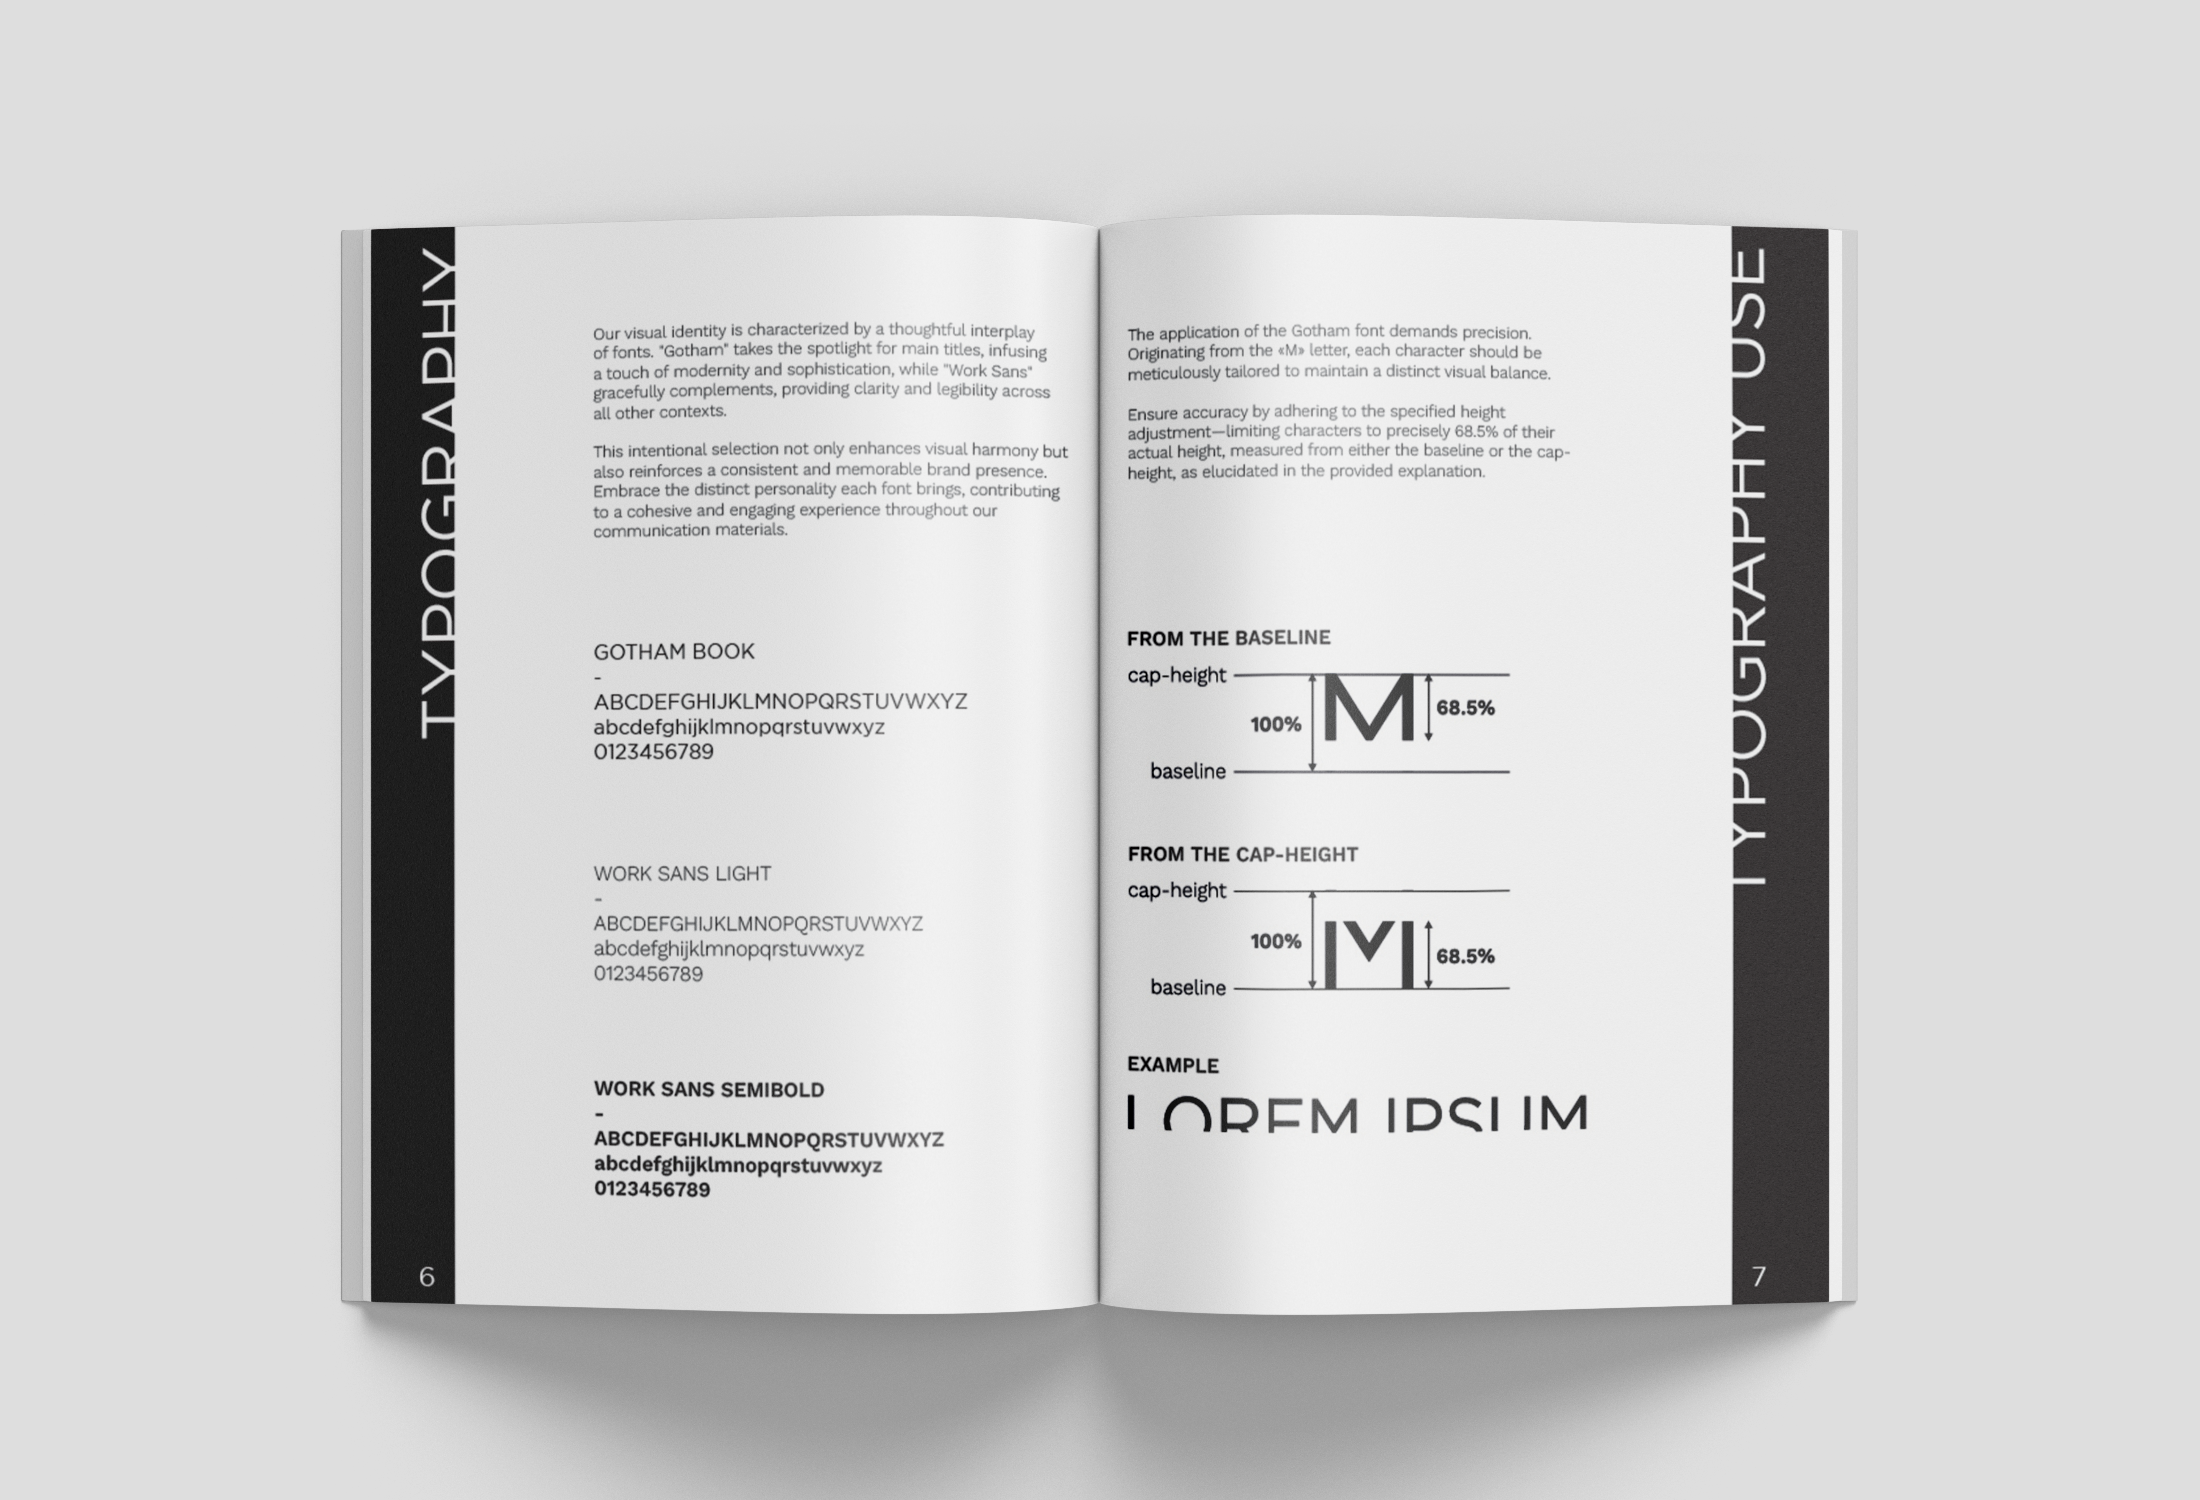 TYPOGRAPHY
Our visual identity is characterized by a thoughtful interplay
of fonts. "Gotham" takes the spotlight for main titles, infusing
a touch of modernity and sophistication, while "Work Sans"
gracefully complements, providing clarity and legibility across
all other contexts.
This intentional selection not only enhances visual harmony but
also reinforces a consistent and memorable brand presence.
Embrace the distinct personality each font brings, contributing
to a cohesive and engaging experience throughout our
communication materials.
GOTHAM BOOK
-
ABCDEFGHIJKLMNOPQRSTUVWXYZ
abcdefghijklmnopqrstuvwxyz
0123456789
WORK SANS LIGHT
-
ABCDEFGHIJKLMNOPQRSTUVWXYZ
abcdefghijklmnopqrstuvwxyz
0123456789
WORK SANS SEMIBOLD
-
ABCDEFGHIJKLMNOPQRSTUVWXYZ
abcdefghijklmnopqrstuvwxyz
0123456789
6
The application of the Gotham font demands precision.
Originating from the «M» letter, each character should be
meticulously tailored to maintain a distinct visual balance.
Ensure accuracy by adhering to the specified height
adjustment—limiting characters to precisely 68.5% of their
actual height, measured from either the baseline or the cap-
height, as elucidated in the provided explanation.
FROM THE BASELINE
cap-height
100% M 68.5%
baseline
FROM THE CAP-HEIGHT
cap-height
100% M 68.5%
baseline
EXAMPLE
LOREM IPSUM
TYPOGRAPHY USE
7